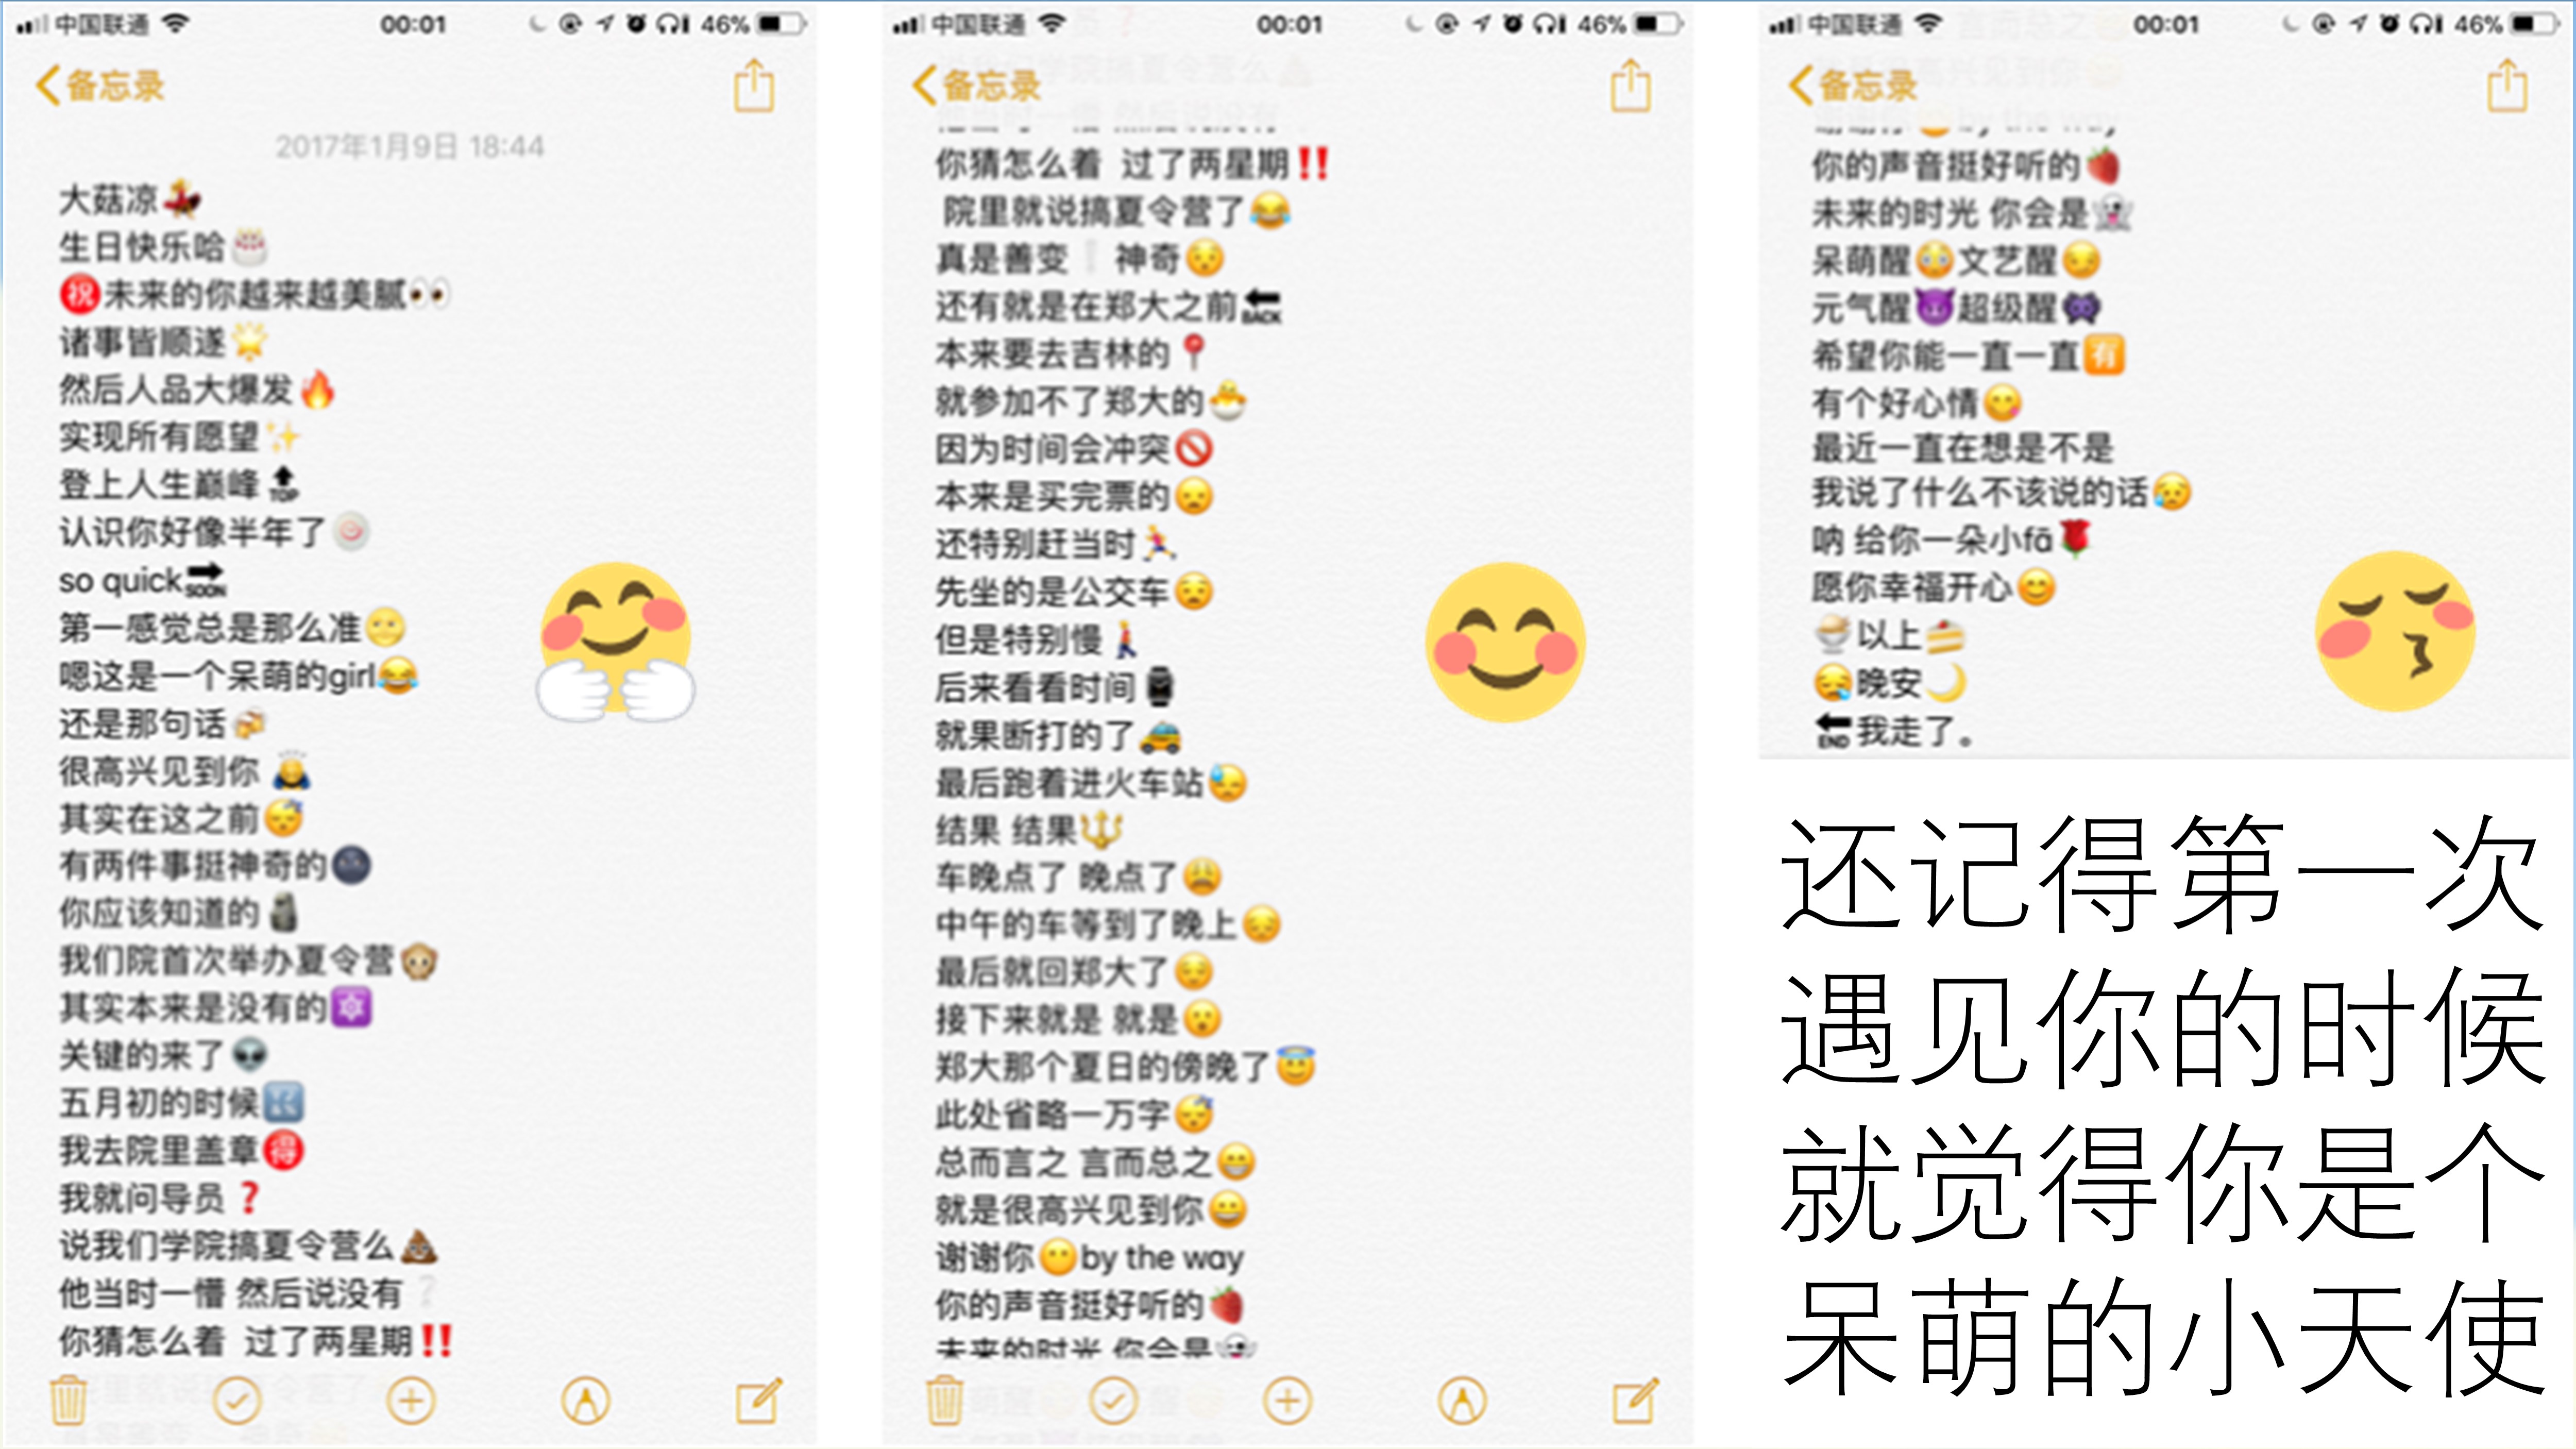 中国联通 00:01 46%
备忘录
2017年1月9日 18:44
大菇凉💃
生日快乐哈🎂
㊗️未来的你越来越美腻👀
诸事皆顺遂🌟
然后人品大爆发🔥
实现所有愿望✨
登上人生巅峰🔝
认识你好像半年了🍥
so quick🔜
第一感觉总是那么准🌝
嗯这是一个呆萌的girl😂
还是那句话🍻
很高兴见到你🙇
其实在这之前😴
有两件事挺神奇的🌚
你应该知道的🗿
我们院首次举办夏令营🐵
其实本来是没有的🔯
关键的来了👽
五月初的时候
我去院里盖章🉐
我就问导员❓
说我们学院搞夏令营么💩
他当时一懵 然后说没有❔
你猜怎么着 过了两星期‼️
中国联通 00:01 46%
备忘录
你猜怎么着 过了两星期‼️
院里就说搞夏令营了😂
真是善变❕神奇😯
还有就是在郑大之前🔙
本来要去吉林的📍
就参加不了郑大的🐣
因为时间会冲突🚫
本来是买完票的😞
还特别赶当时🏃
先坐的是公交车😣
但是特别慢🚶
后来看看时间⌚
就果断打的了🚕
最后跑着进火车站😓
结果 结果🔱
车晚点了 晚点了😩
中午的车等到了晚上😔
最后就回郑大了😔
接下来就是 就是😮
郑大那个夏日的傍晚了😇
此处省略一万字😴
总而言之 言而总之😁
就是很高兴见到你😀
谢谢你😶by the way
你的声音挺好听的🍓
未来的时光 你会是👻
中国联通 00:01 46%
备忘录
谢谢你😶by the way
你的声音挺好听的🍓
未来的时光 你会是👻
呆萌醒😳文艺醒😏
元气醒😈超级醒👾
希望你能一直一直🈶
有个好心情😋
最近一直在想是不是
我说了什么不该说的话😥
呐 给你一朵小fā🌹
愿你幸福开心😊
🍨以上🍰
😪晚安🌙
🔚我走了。
还记得第一次
遇见你的时候
就觉得你是个
呆萌的小天使